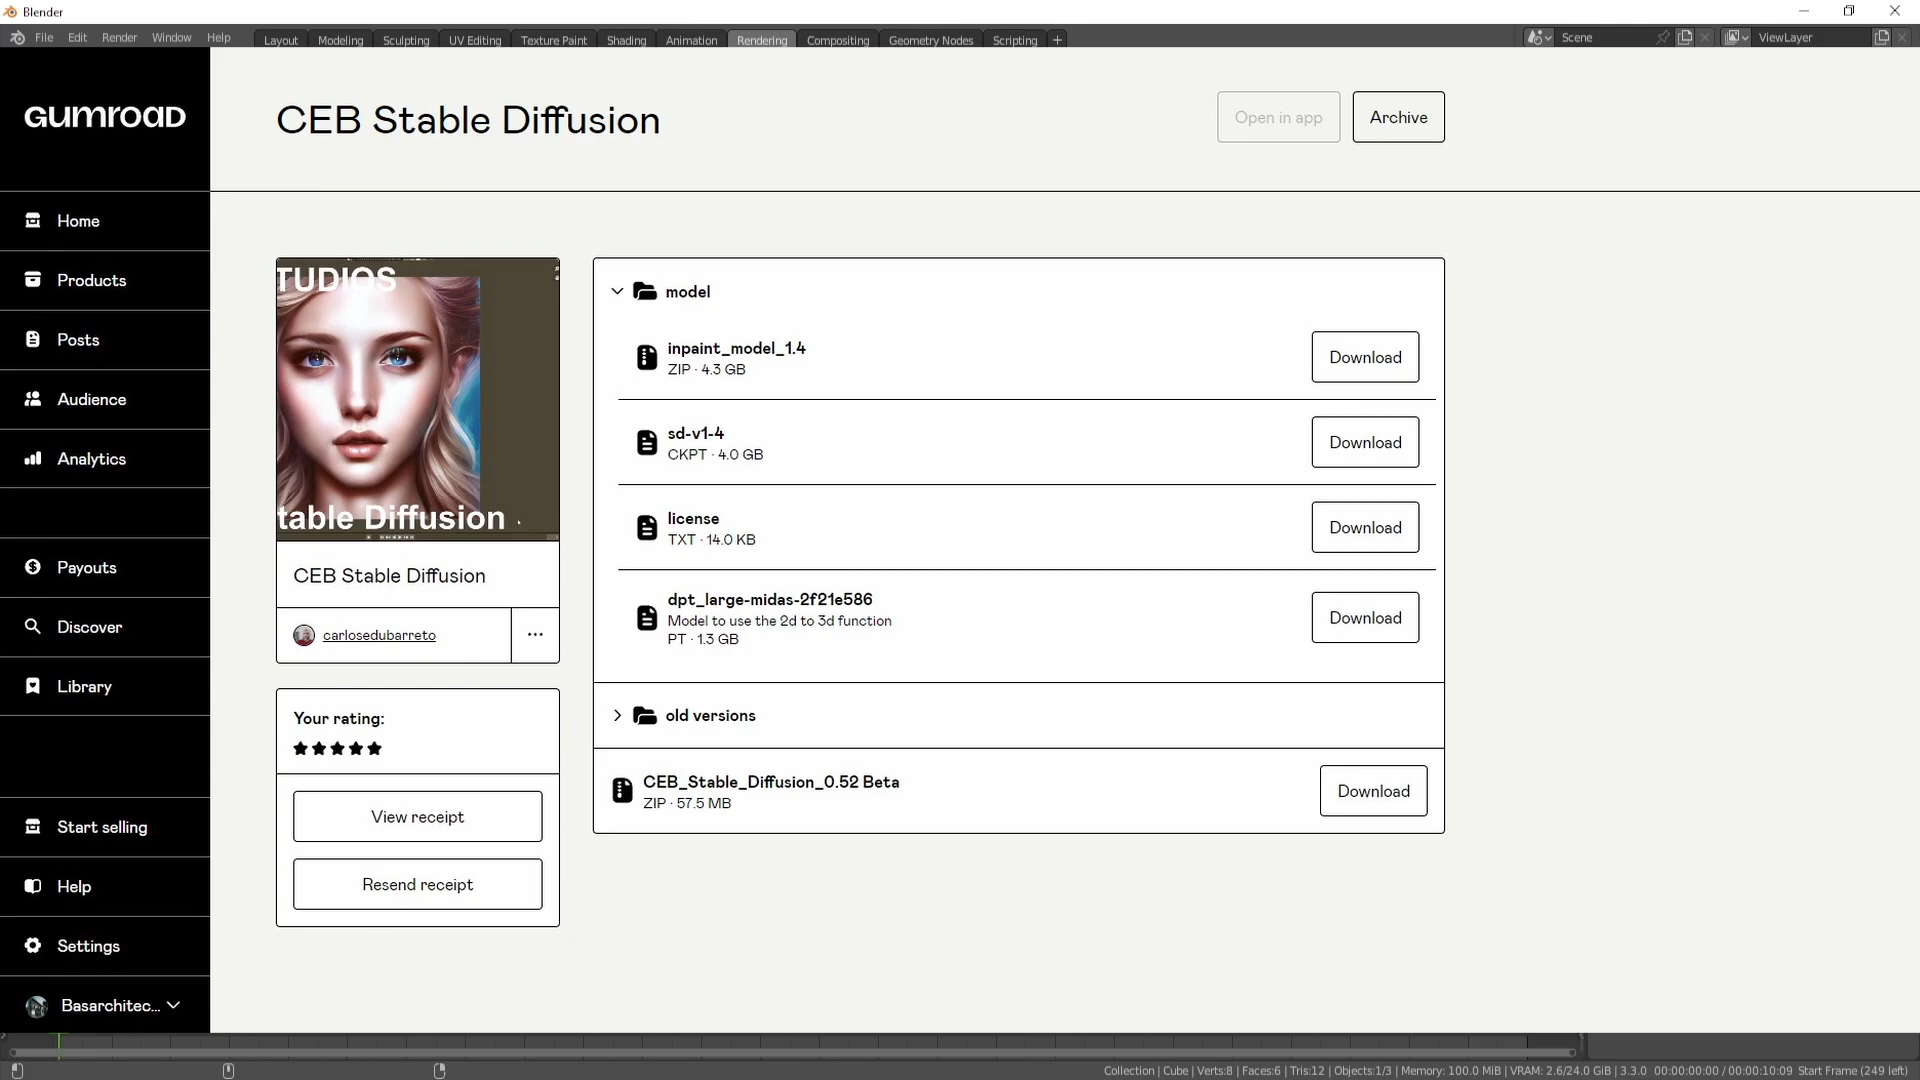 Blender
File Edit Render Window Help Layout Modeling Sculpting UV Editing Texture Paint Shading Animation Rendering Compositing Geometry Nodes Scripting + Scene ViewLayer
GUMROAD
CEB Stable Diffusion
Open in app
Archive
Home
Products
Posts
Audience
Analytics
Payouts
Discover
Library
Start selling
Help
Settings
Basarchitec...
TUDIOS
table Diffusion
CEB Stable Diffusion
carlosedubarreto
...
Your rating:
View receipt
Resend receipt
model
inpaint_model_1.4
ZIP · 4.3 GB
Download
sd-v1-4
CKPT · 4.0 GB
Download
license
TXT · 14.0 KB
Download
dpt_large-midas-2f21e586
Model to use the 2d to 3d function
PT · 1.3 GB
Download
old versions
CEB_Stable_Diffusion_0.52 Beta
ZIP · 57.5 MB
Download
Collection | Cube | Verts:8 | Faces:6 | Tris:12 | Objects:1/3 | Memory: 100.0 MiB | VRAM: 2.6/24.0 GiB | 3.3.0 00:00:00:00 / 00:00:10:09 Start Frame (249 left)